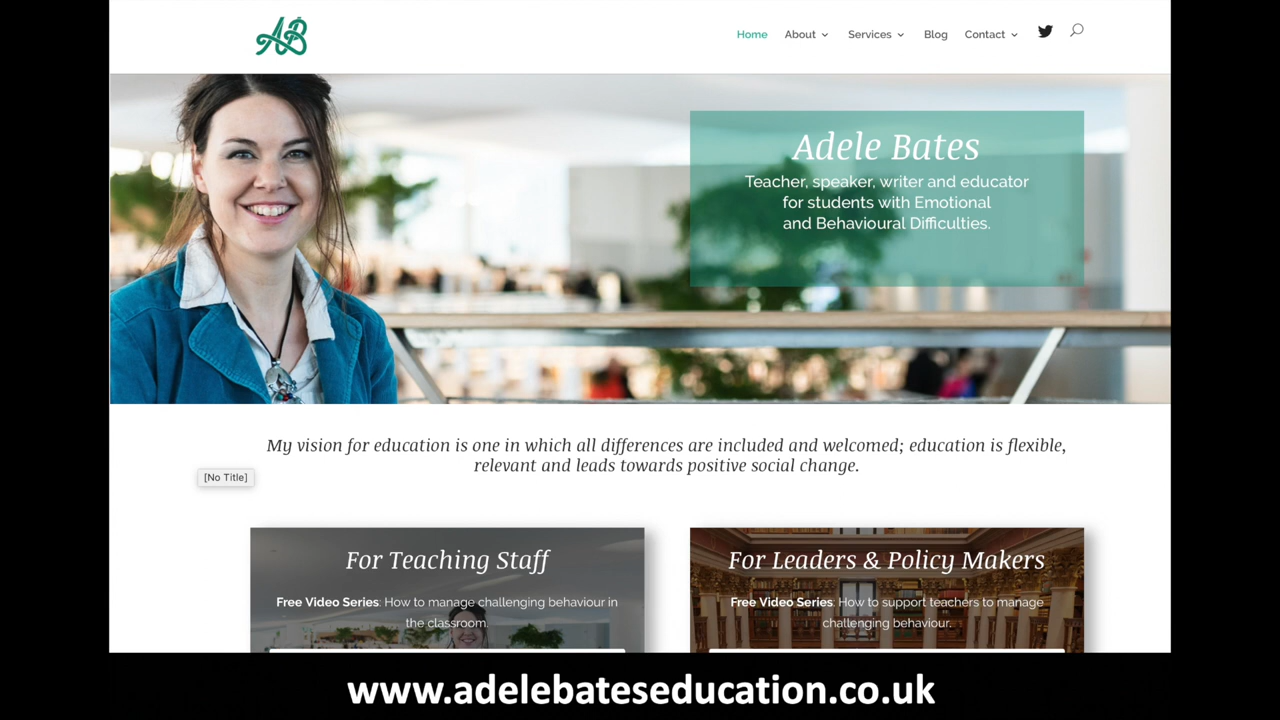 AB
Home About Services Blog Contact
Adele Bates
Teacher, speaker, writer and educator
for students with Emotional
and Behavioural Difficulties.
My vision for education is one in which all differences are included and welcomed; education is flexible,
relevant and leads towards positive social change.
[No Title]
For Teaching Staff
Free Video Series: How to manage challenging behaviour in
the classroom.
For Leaders & Policy Makers
Free Video Series: How to support teachers to manage
challenging behaviour.
www.adelebateseducation.co.uk